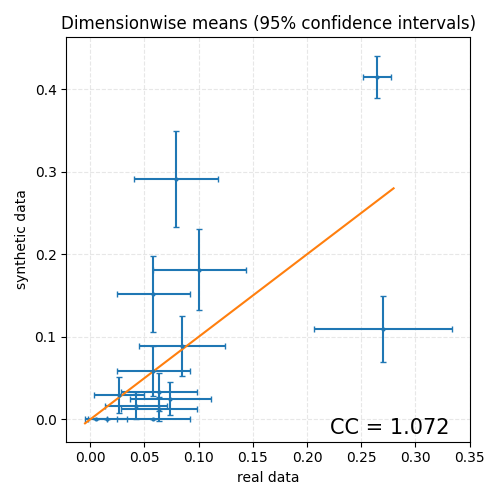 Dimensionwise means (95% confidence intervals)
synthetic data
0.4
0.3
0.2
0.1
0.0
CC = 1.072
0.00 0.05 0.10 0.15 0.20 0.25 0.30 0.35
real data